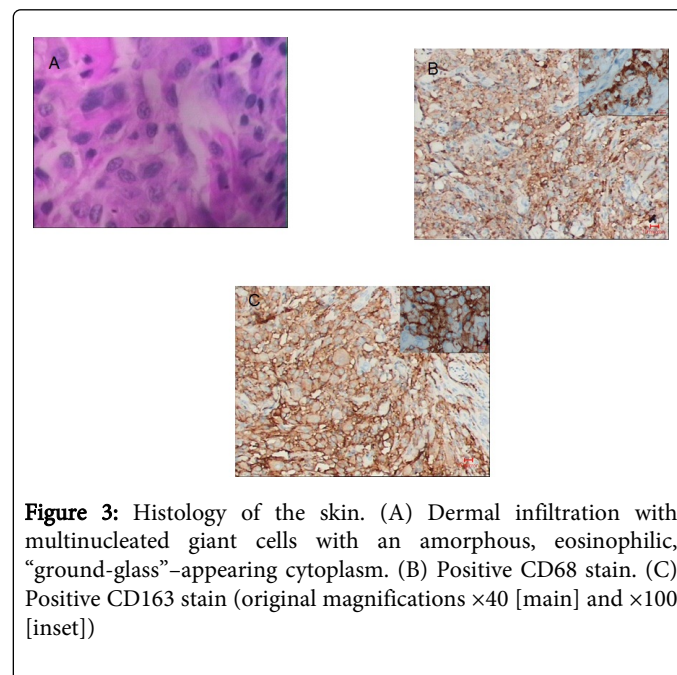 A
B
C
Figure 3: Histology of the skin. (A) Dermal infiltration with
multinucleated giant cells with an amorphous, eosinophilic,
“ground-glass”–appearing cytoplasm. (B) Positive CD68 stain. (C)
Positive CD163 stain (original magnifications ×40 [main] and ×100
[inset])